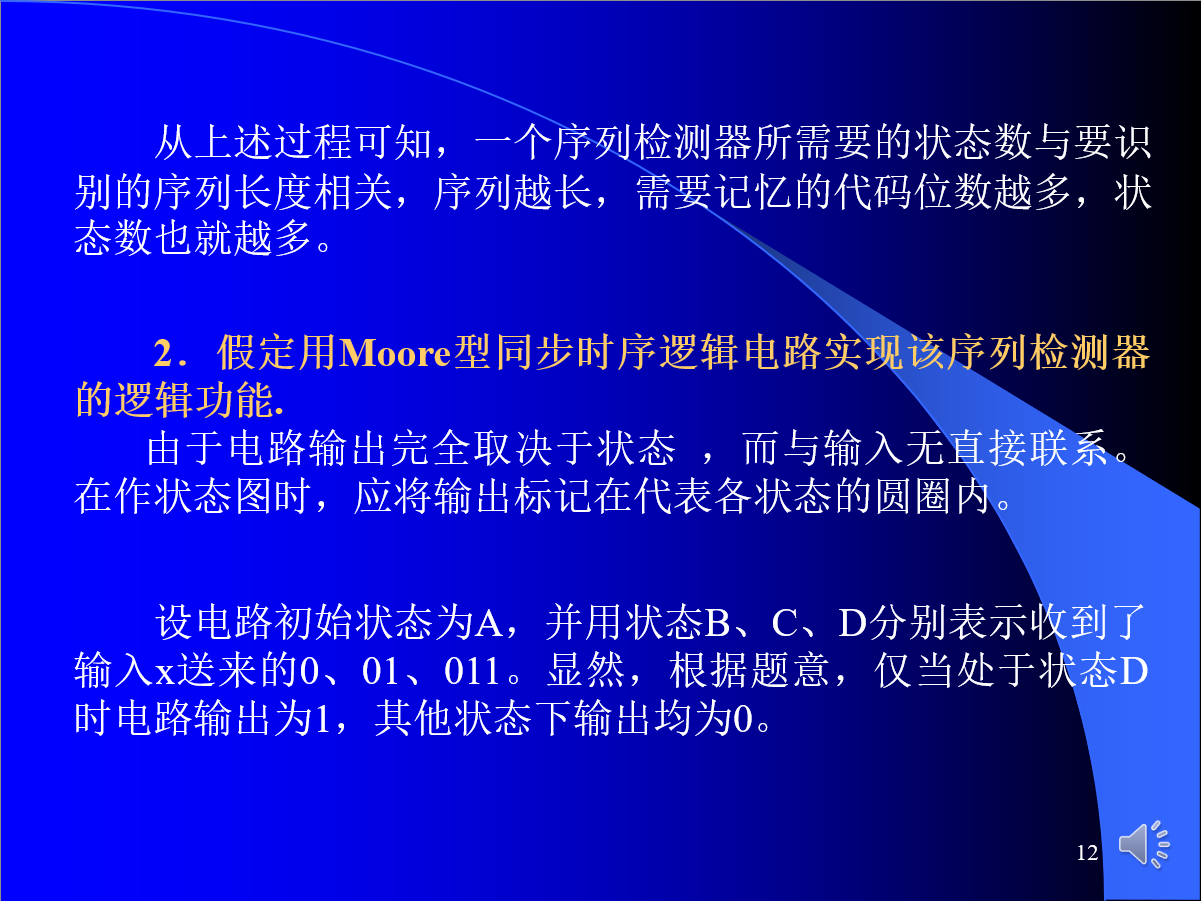 从上述过程可知，一个序列检测器所需要的状态数与要识
别的序列长度相关，序列越长，需要记忆的代码位数越多，状
态数也就越多。
2．假定用Moore型同步时序逻辑电路实现该序列检测器
的逻辑功能.
由于电路输出完全取决于状态 ，而与输入无直接联系。
在作状态图时，应将输出标记在代表各状态的圆圈内。
设电路初始状态为A，并用状态B、C、D分别表示收到了
输入x送来的0、01、011。显然，根据题意，仅当处于状态D
时电路输出为1，其他状态下输出均为0。
12